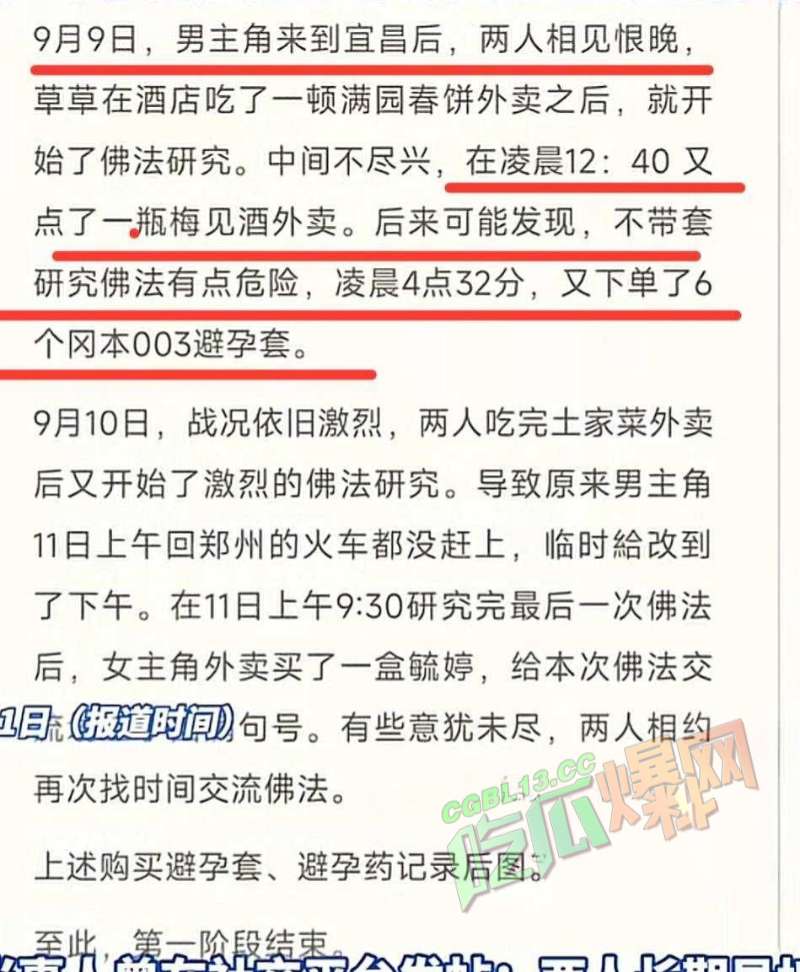 9月9日，男主角来到宜昌后，两人相见恨晚，
草草在酒店吃了一顿满园春饼外卖之后，就开
始了佛法研究。中间不尽兴，在凌晨12：40 又
点了一瓶梅见酒外卖。后来可能发现，不带套
研究佛法有点危险，凌晨4点32分，又下单了6
个冈本003避孕套。
9月10日，战况依旧激烈，两人吃完土家菜外卖
后又开始了激烈的佛法研究。导致原来男主角
11日上午回郑州的火车都没赶上，临时給改到
了下午。在11日上午9:30研究完最后一次佛法
后，女主角外卖买了一盒毓婷，给本次佛法交
流
1日（报道时间）
句号。有些意犹未尽，两人相约
再次找时间交流佛法。
CGBL13.CC
吃瓜爆料网
上述购买避孕套、避孕药记录后图。
至此，第一阶段结束。